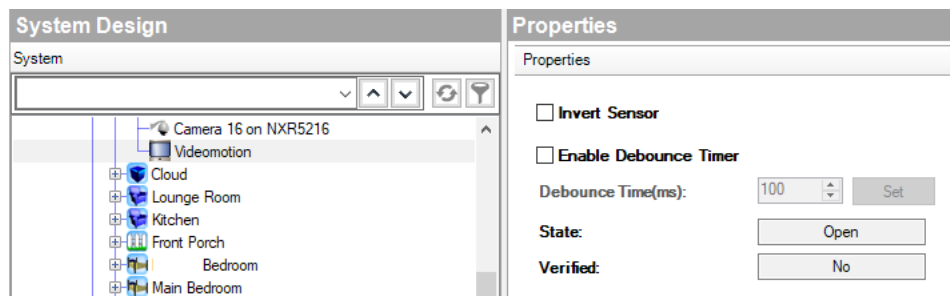 System Design
System
Camera 16 on NXR5216
Videomotion
Cloud
Lounge Room
Kitchen
Front Porch
Bedroom
Main Bedroom
Properties
Properties
Invert Sensor
Enable Debounce Timer
Debounce Time(ms): 100 Set
State: Open
Verified: No